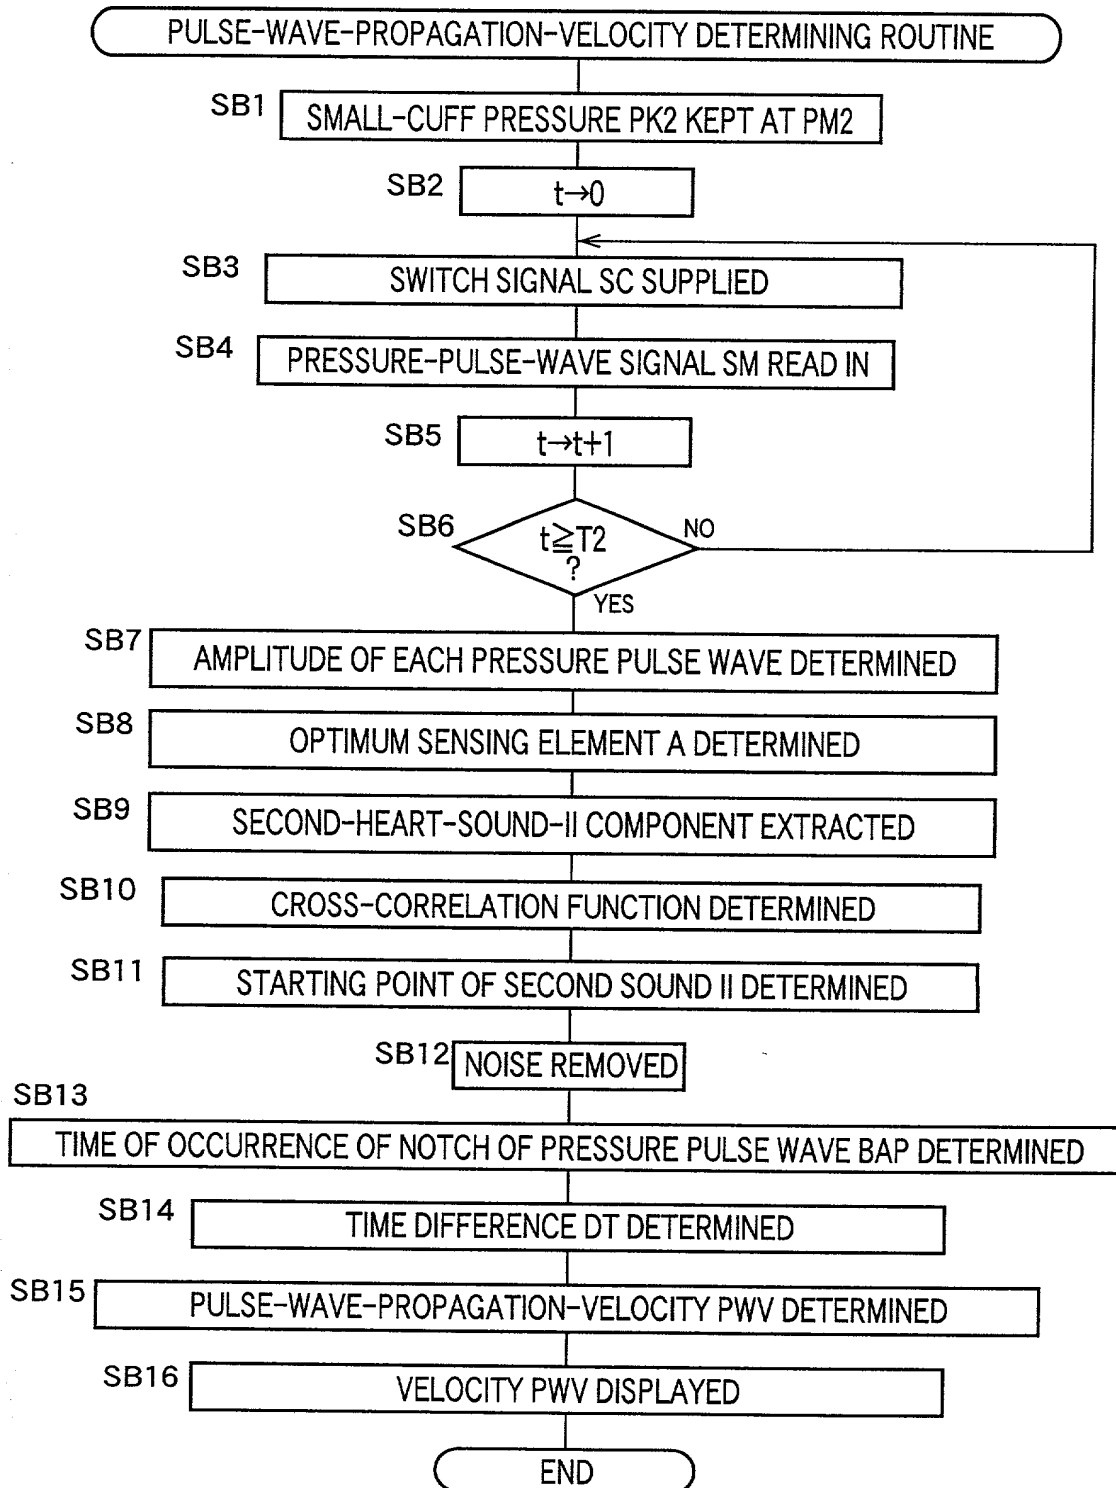 PULSE-WAVE-PROPAGATION-VELOCITY DETERMINING ROUTINE
SB1
SMALL-CUFF PRESSURE PK2 KEPT AT PM2
SB2
t→0
SB3
SWITCH SIGNAL SC SUPPLIED
SB4
PRESSURE-PULSE-WAVE SIGNAL SM READ IN
SB5
t→t+1
SB6
t≧T2
?
NO
YES
SB7
AMPLITUDE OF EACH PRESSURE PULSE WAVE DETERMINED
SB8
OPTIMUM SENSING ELEMENT A DETERMINED
SB9
SECOND-HEART-SOUND-II COMPONENT EXTRACTED
SB10
CROSS-CORRELATION FUNCTION DETERMINED
SB11
STARTING POINT OF SECOND SOUND II DETERMINED
SB12
NOISE REMOVED
SB13
TIME OF OCCURRENCE OF NOTCH OF PRESSURE PULSE WAVE BAP DETERMINED
SB14
TIME DIFFERENCE DT DETERMINED
SB15
PULSE-WAVE-PROPAGATION-VELOCITY PWV DETERMINED
SB16
VELOCITY PWV DISPLAYED
END